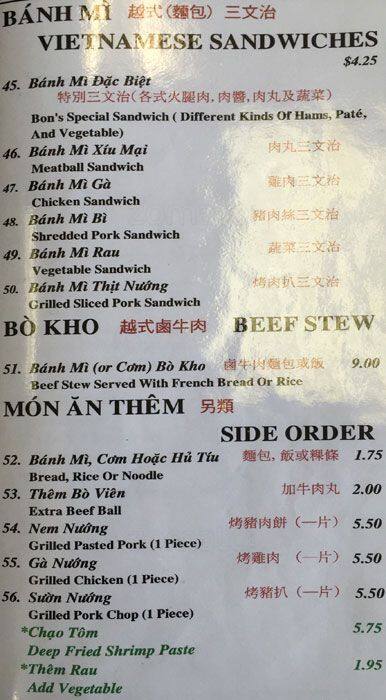 BÁNH MÌ 越式(麵包) 三文治
VIETNAMESE SANDWICHES
$4.25
45. Bánh Mì Đặc Biệt
特別三文治(各式火腿肉,肉醬,肉丸及蔬菜)
Bon's Special Sandwich ( Different Kinds Of Hams, Paté,
And Vegetable)
46. Bánh Mì Xíu Mại 肉丸三文治
Meatball Sandwich
47. Bánh Mì Gà 雞肉三文治
Chicken Sandwich
48. Bánh Mì Bì 豬肉絲三文治
Shredded Pork Sandwich
49. Bánh Mì Rau 蔬菜三文治
Vegetable Sandwich
50. Bánh Mì Thịt Nướng 烤肉扒三文治
Grilled Sliced Pork Sandwich
BÒ KHO 越式鹵牛肉 BEEF STEW
51. Bánh Mì (or Cơm) Bò Kho 鹵牛肉麵包或飯 9.00
Beef Stew Served With French Bread Or Rice
MÓN ĂN THÊM 另類
SIDE ORDER
52. Bánh Mì, Cơm Hoặc Hủ Tíu 麵包,飯或粿條 1.75
Bread, Rice Or Noodle
53. Thêm Bò Viên 加牛肉丸 2.00
Extra Beef Ball
54. Nem Nướng 烤豬肉餅 (一片) 5.50
Grilled Pasted Pork (1 Piece)
55. Gà Nướng 烤雞肉 (一片) 5.50
Grilled Chicken (1 Piece)
56. Sườn Nướng 烤豬扒 (一片) 5.50
Grilled Pork Chop (1 Piece)
*Chạo Tôm 5.75
Deep Fried Shrimp Paste
*Thêm Rau 1.95
Add Vegetable